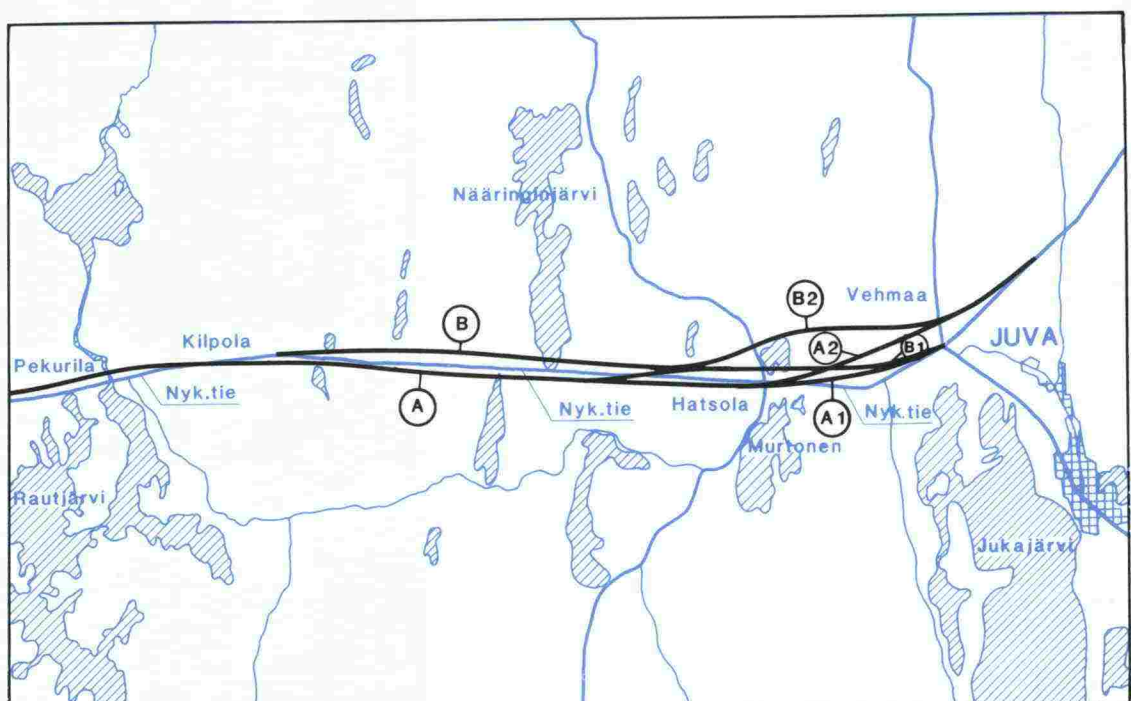 Nääringinjärvi
B2
Vehmaa
B
Kilpola
A2
B1
JUVA
Pekurila
Nyk.tie
A
Nyk.tie
Hatsola
A1
Nyk.tie
Murtonen
Rautjärvi
Jukajärvi